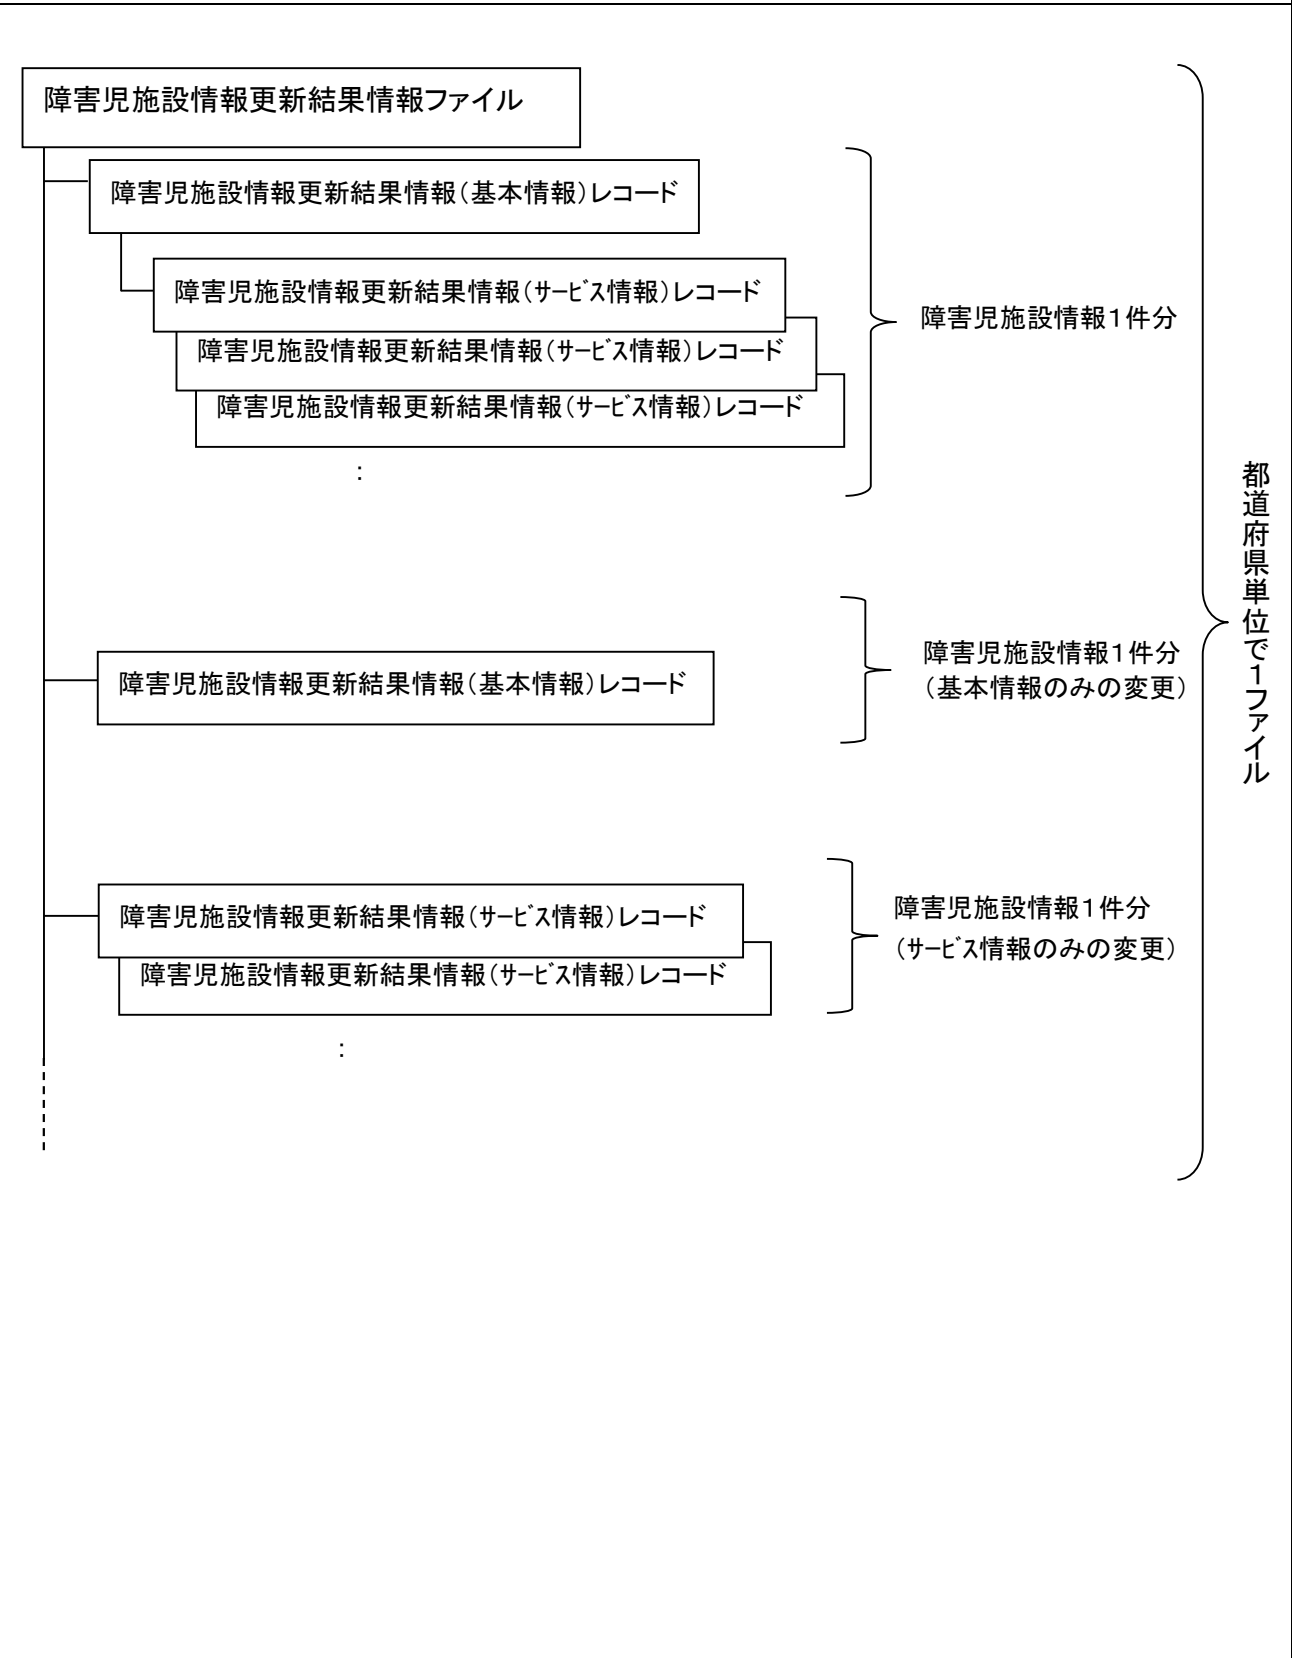 障害児施設情報更新結果情報ファイル
障害児施設情報更新結果情報（基本情報）レコード
障害児施設情報更新結果情報（サービス情報）レコード
障害児施設情報更新結果情報（サービス情報）レコード
障害児施設情報更新結果情報（サービス情報）レコード
：
障害児施設情報１件分
障害児施設情報更新結果情報（基本情報）レコード
障害児施設情報１件分
（基本情報のみの変更）
障害児施設情報更新結果情報（サービス情報）レコード
障害児施設情報更新結果情報（サービス情報）レコード
：
障害児施設情報１件分
（サービス情報のみの変更）
都道府県単位で１ファイル